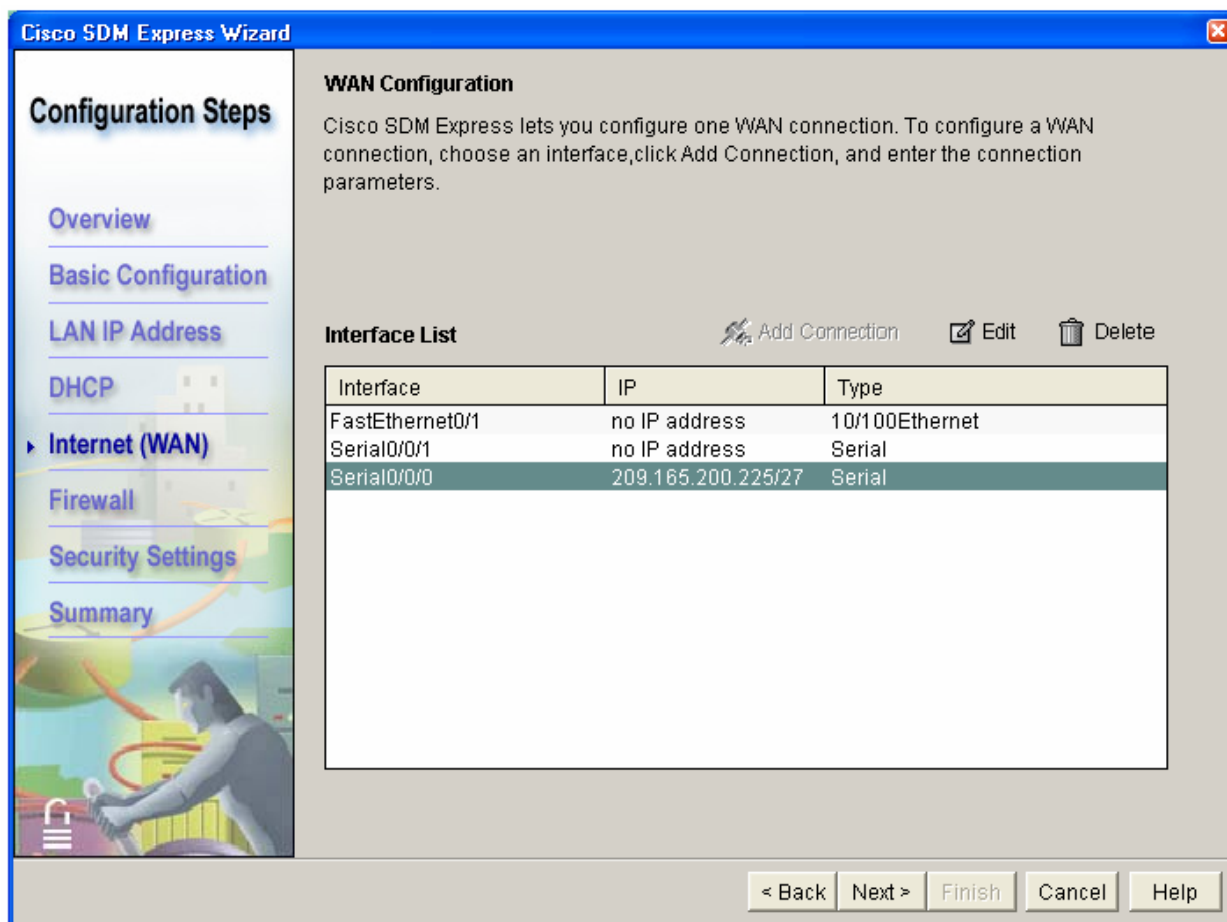 Cisco SDM Express Wizard
Configuration Steps
Overview
Basic Configuration
LAN IP Address
DHCP
Internet (WAN)
Firewall
Security Settings
Summary
WAN Configuration
Cisco SDM Express lets you configure one WAN connection. To configure a WAN
connection, choose an interface,click Add Connection, and enter the connection
parameters.
Interface List
Add Connection
Edit
Delete
Interface IP Type
FastEthernet0/1 no IP address 10/100Ethernet
Serial0/0/1 no IP address Serial
Serial0/0/0 209.165.200.225/27 Serial
< Back Next > Finish Cancel Help